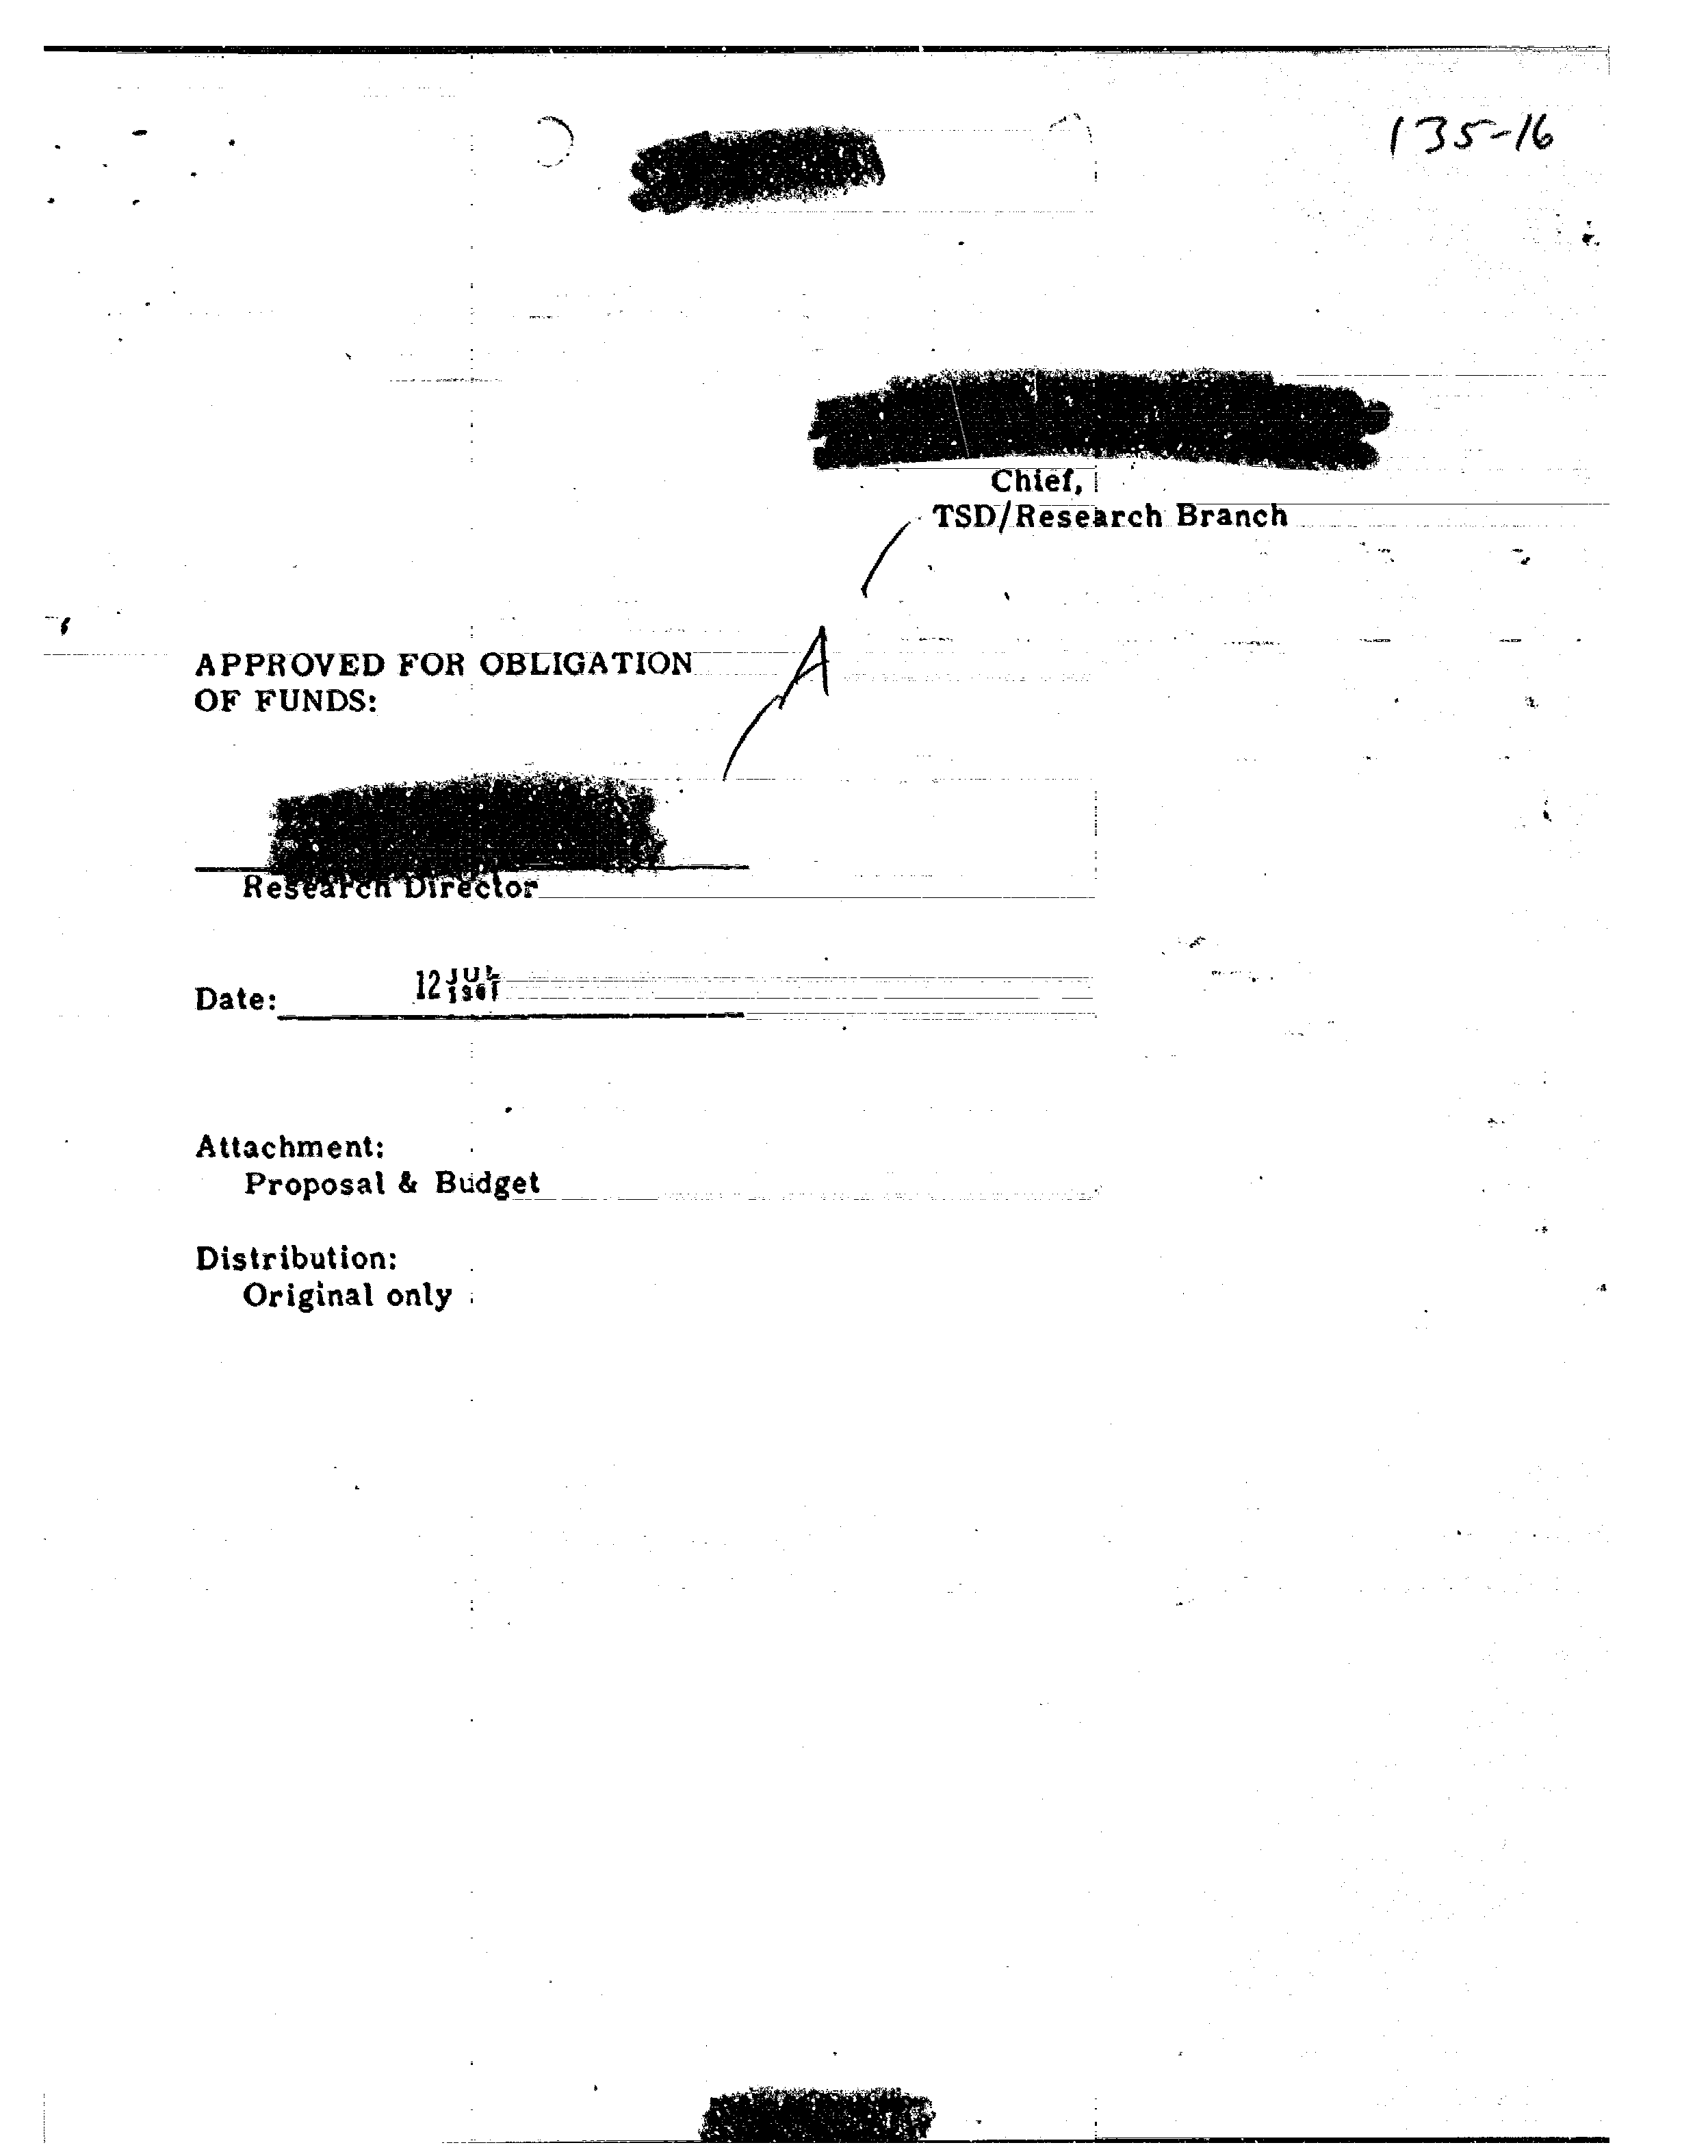 135-16
Chief,
TSD/Research Branch
A
APPROVED FOR OBLIGATION
OF FUNDS:
Research Director
Date: 12 JUL 1961
Attachment:
Proposal & Budget
Distribution:
Original only